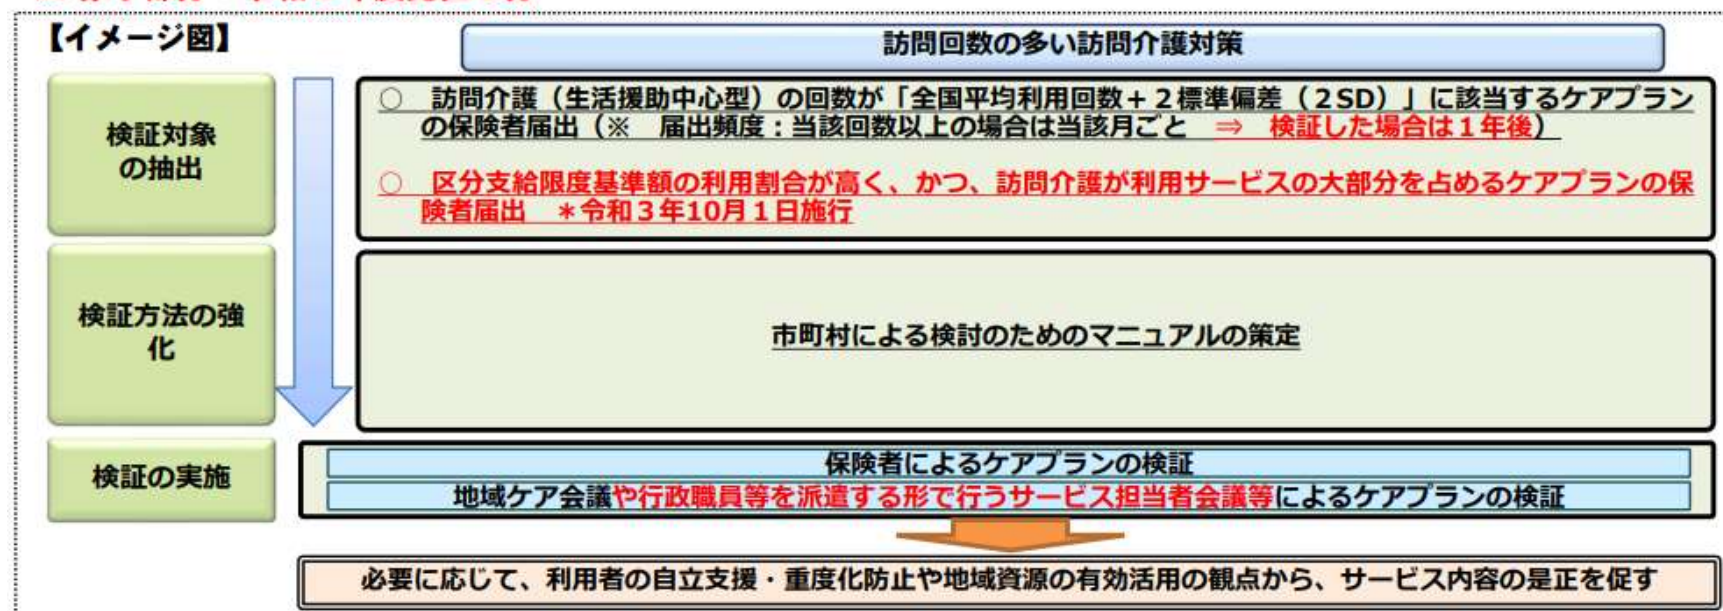 【イメージ図】
訪問回数の多い訪問介護対策
検証対象
の抽出
○　訪問介護（生活援助中心型）の回数が「全国平均利用回数＋２標準偏差（２SD）」に該当するケアプラン
の保険者届出（※　届出頻度：当該回数以上の場合は当該月ごと　⇒　検証した場合は１年後）
○　区分支給限度基準額の利用割合が高く、かつ、訪問介護が利用サービスの大部分を占めるケアプランの保
険者届出　＊令和３年10月１日施行
検証方法の強
化
市町村による検討のためのマニュアルの策定
検証の実施
保険者によるケアプランの検証
地域ケア会議や行政職員等を派遣する形で行うサービス担当者会議等によるケアプランの検証
必要に応じて、利用者の自立支援・重度化防止や地域資源の有効活用の観点から、サービス内容の是正を促す